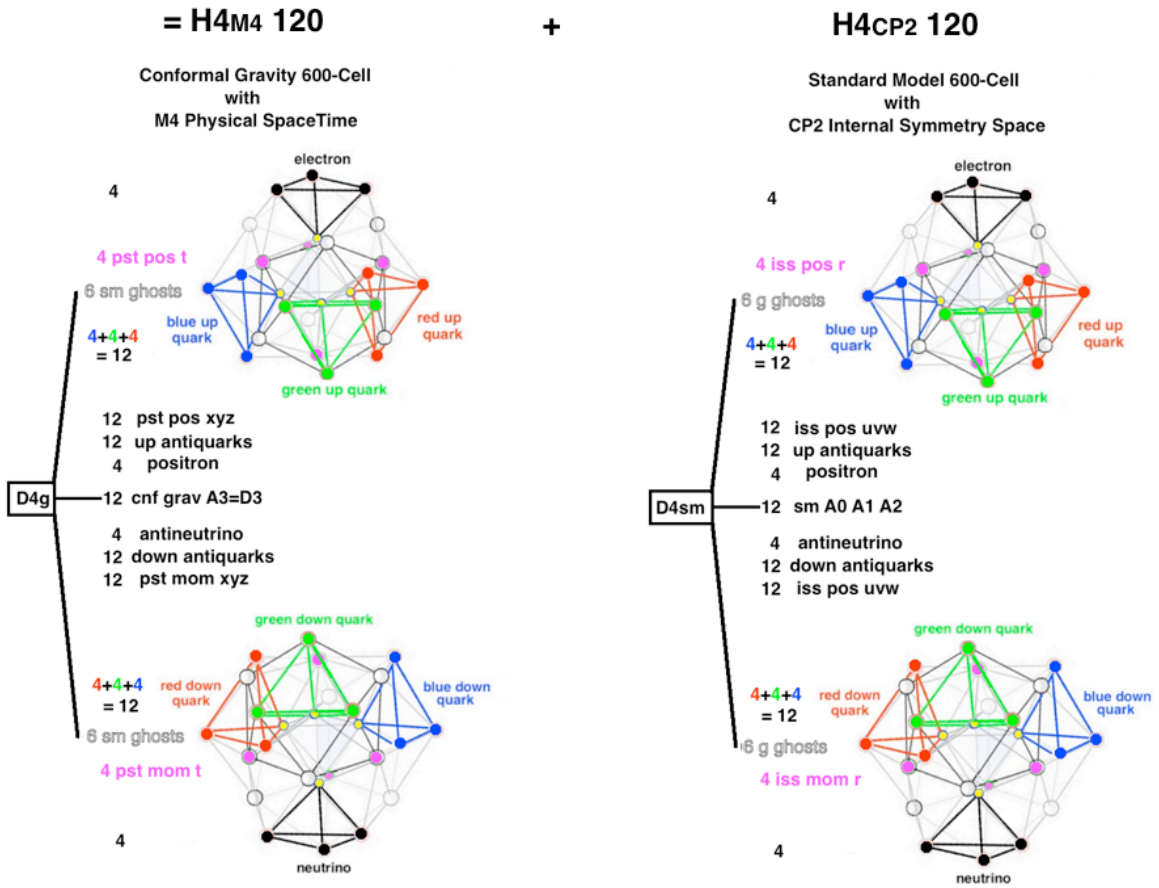 = H4M4 120 + H4CP2 120
Conformal Gravity 600-Cell
with
M4 Physical SpaceTime
electron
4
4 pst pos t
6 sm ghosts
blue up
quark
red up
quark
4+4+4
= 12
green up quark
12 pst pos xyz
12 up antiquarks
4 positron
D4g
12 cnf grav A3=D3
4 antineutrino
12 down antiquarks
12 pst mom xyz
green down quark
4+4+4
= 12
red down
quark
blue down
quark
6 sm ghosts
4 pst mom t
4
neutrino
Standard Model 600-Cell
with
CP2 Internal Symmetry Space
electron
4
4 iss pos r
6 g ghosts
blue up
quark
red up
quark
4+4+4
= 12
green up quark
12 iss pos uvw
12 up antiquarks
4 positron
D4sm
12 sm A0 A1 A2
4 antineutrino
12 down antiquarks
12 iss pos uvw
green down quark
4+4+4
= 12
red down
quark
blue down
quark
6 g ghosts
4 iss mom r
4
neutrino